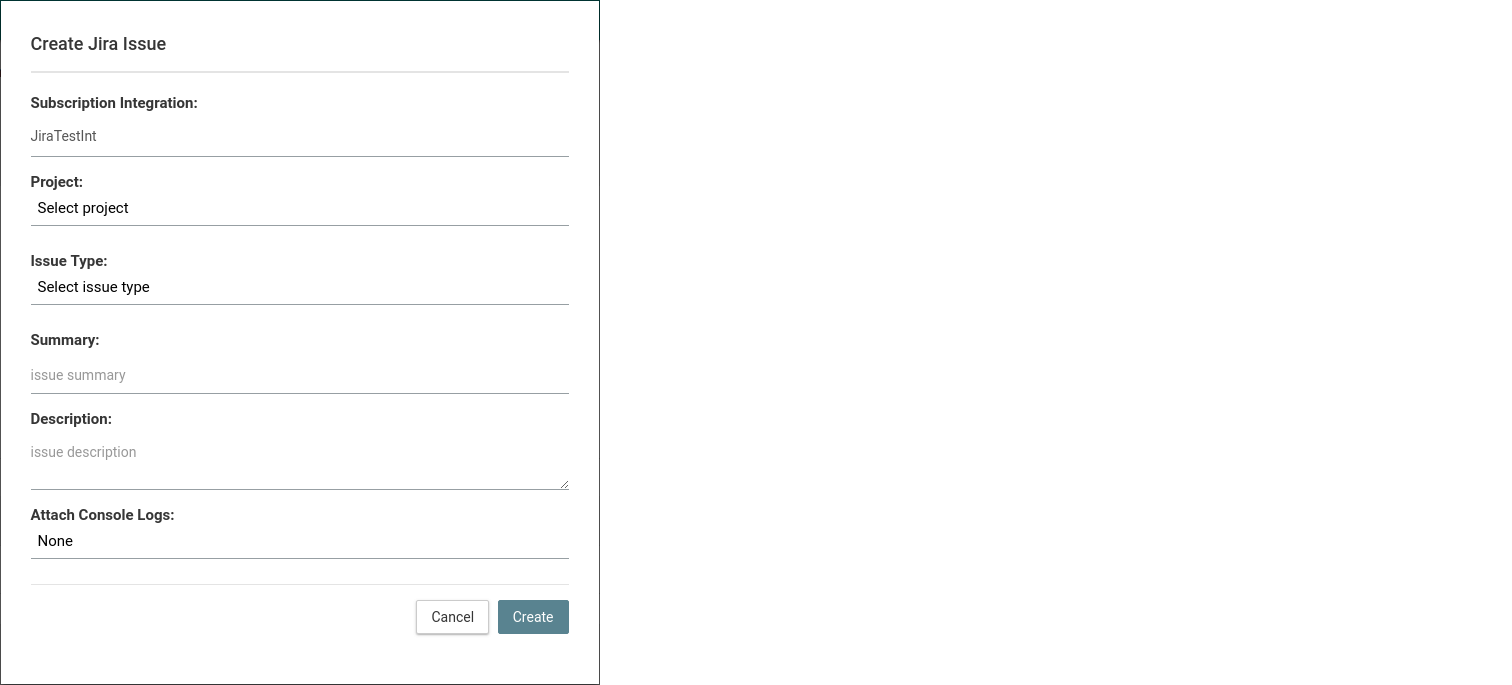 Create Jira Issue
Subscription Integration:
JiraTestInt
Project:
Select project
Issue Type:
Select issue type
Summary:
issue summary
Description:
issue description
Attach Console Logs:
None
Cancel Create